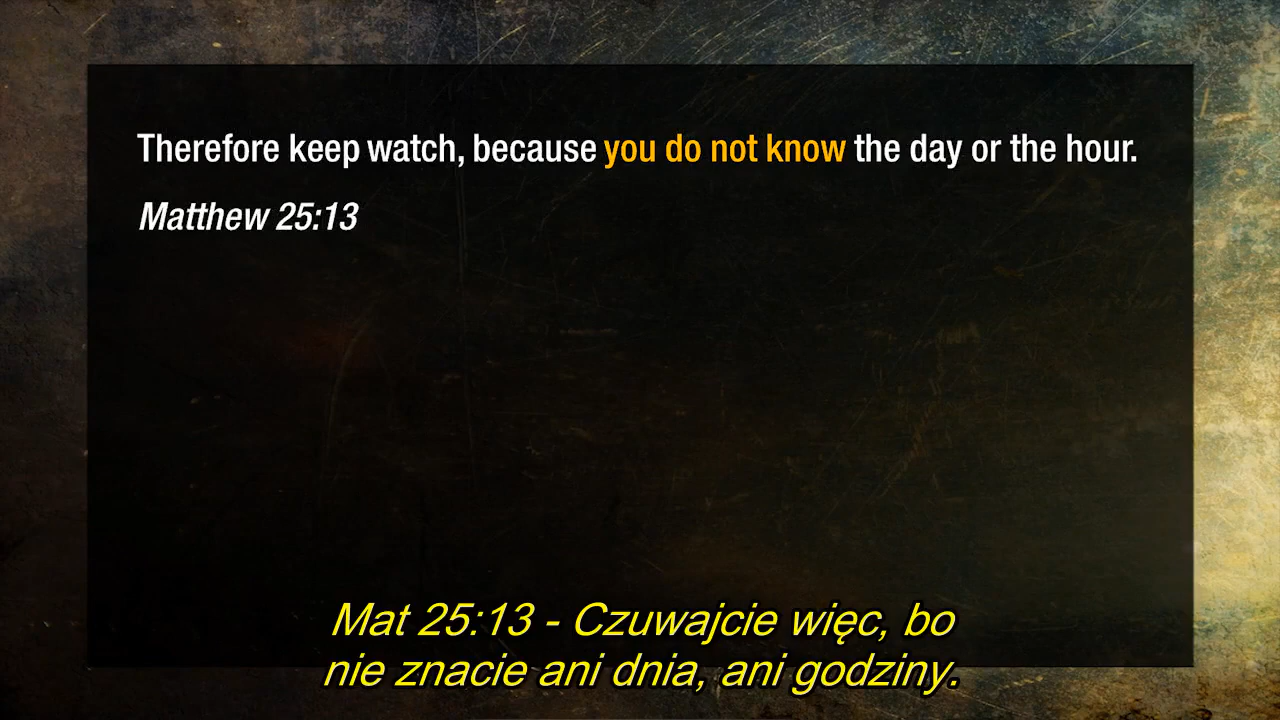 Therefore keep watch, because you do not know the day or the hour.
Matthew 25:13
Mat 25:13 - Czuwajcie więc, bo
nie znacie ani dnia, ani godziny.